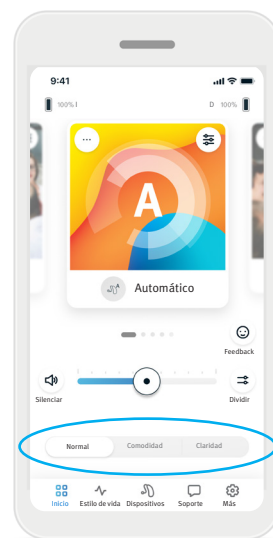 9:41
100% I
D 100%
A
Automático
Feedback
Silenciar
Dividir
Normal
Comodidad
Claridad
Inicio
Estilo de vida
Dispositivos
Soporte
Más